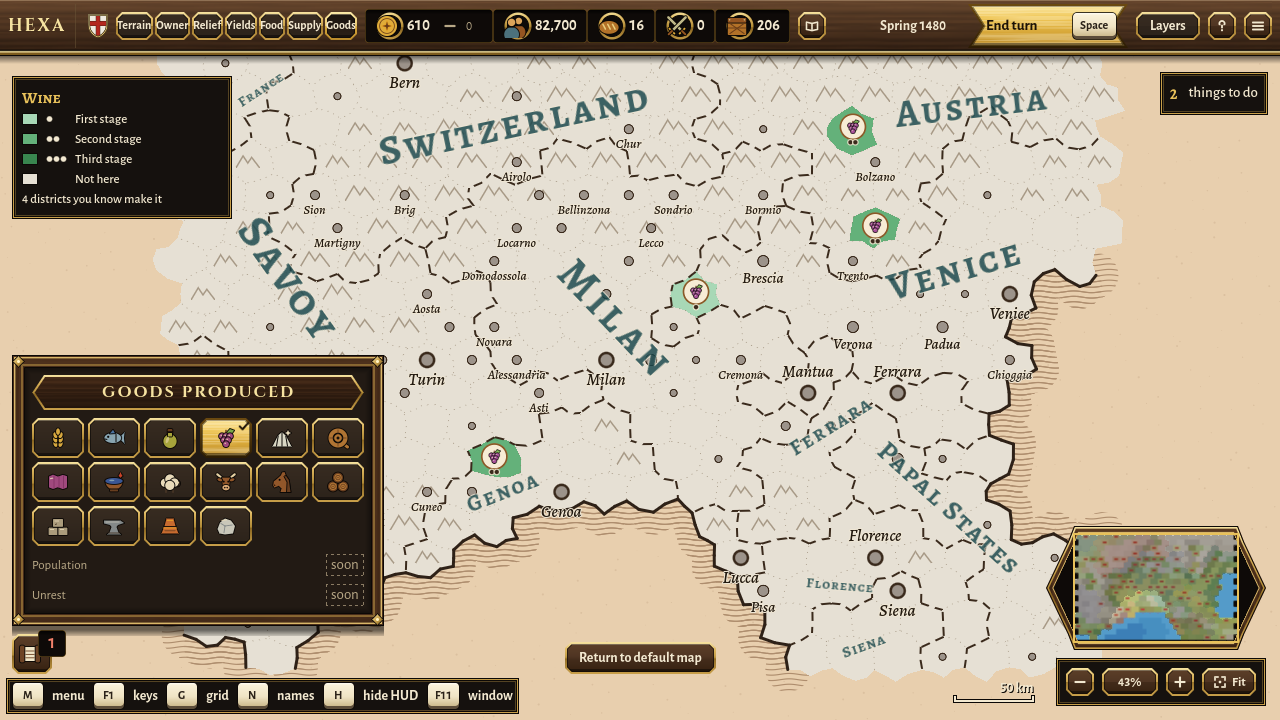 HEXA
Terrain Owner Relief Yields Food Supply Goods
610 — 0
82,700
16
0
206
Spring 1480
End turn Space
Layers
?
Wine
First stage
Second stage
Third stage
Not here
4 districts you know make it
2 things to do
France
Bern
Switzerland
Austria
Chur
Airolo
Bolzano
Sion
Brig
Bellinzona
Sondrio
Bormio
Martigny
Locarno
Lecco
Savoy
Domodossola
Milan
Brescia
Trento
Venice
Aosta
Venice
Novara
Verona
Padua
Turin
Alessandria
Milan
Cremona
Mantua
Ferrara
Chioggia
Asti
Ferrara
Papal States
Genoa
Cuneo
Genoa
Florence
Lucca
Florence
Pisa
Siena
Siena
GOODS PRODUCED
Population soon
Unrest soon
1
Return to default map
50 km
43%
Fit
M menu F1 keys G grid N names H hide HUD F11 window